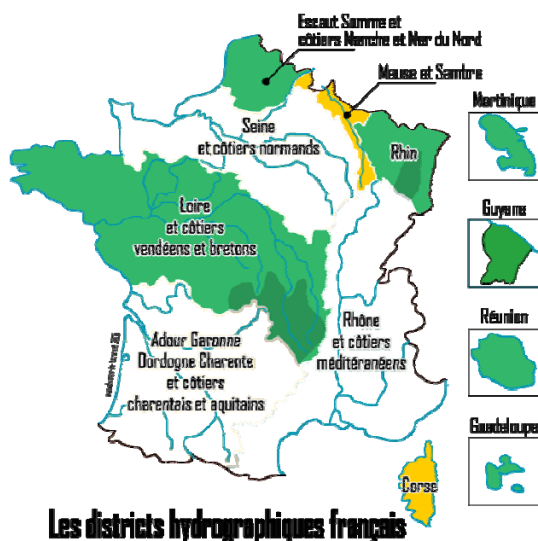 Escaut Somme et
côtiers Manche et Mer du Nord
Meuse et Sambre
Martinique
Seine
et côtiers normands
Rhin
Guyane
Loire
et côtiers
vendéens et bretons
Réunion
Rhône
et côtiers
méditéranéens
Adour Garonne
Dordogne Charente
et côtiers
charentais et aquitains
Guadeloupe
Corse
Les districts hydrographiques français